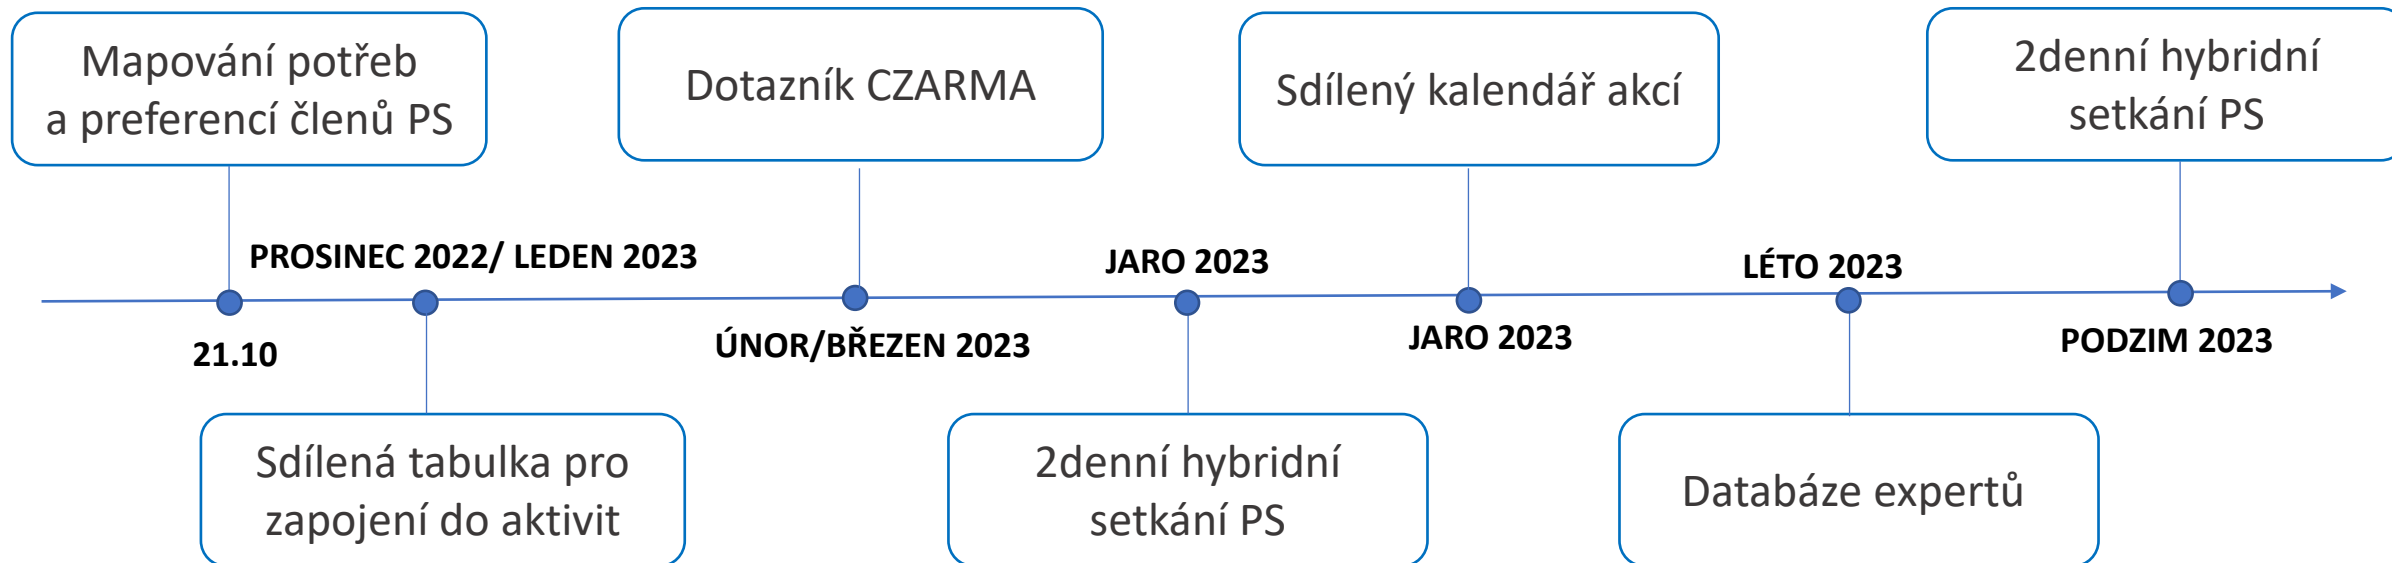 Mapování potřeb
a preferencí členů PS
Dotazník CZARMA
Sdílený kalendář akcí
2denní hybridní
setkání PS
PROSINEC 2022/ LEDEN 2023
JARO 2023
LÉTO 2023
21.10
ÚNOR/BŘEZEN 2023
JARO 2023
PODZIM 2023
Sdílená tabulka pro
zapojení do aktivit
2denní hybridní
setkání PS
Databáze expertů